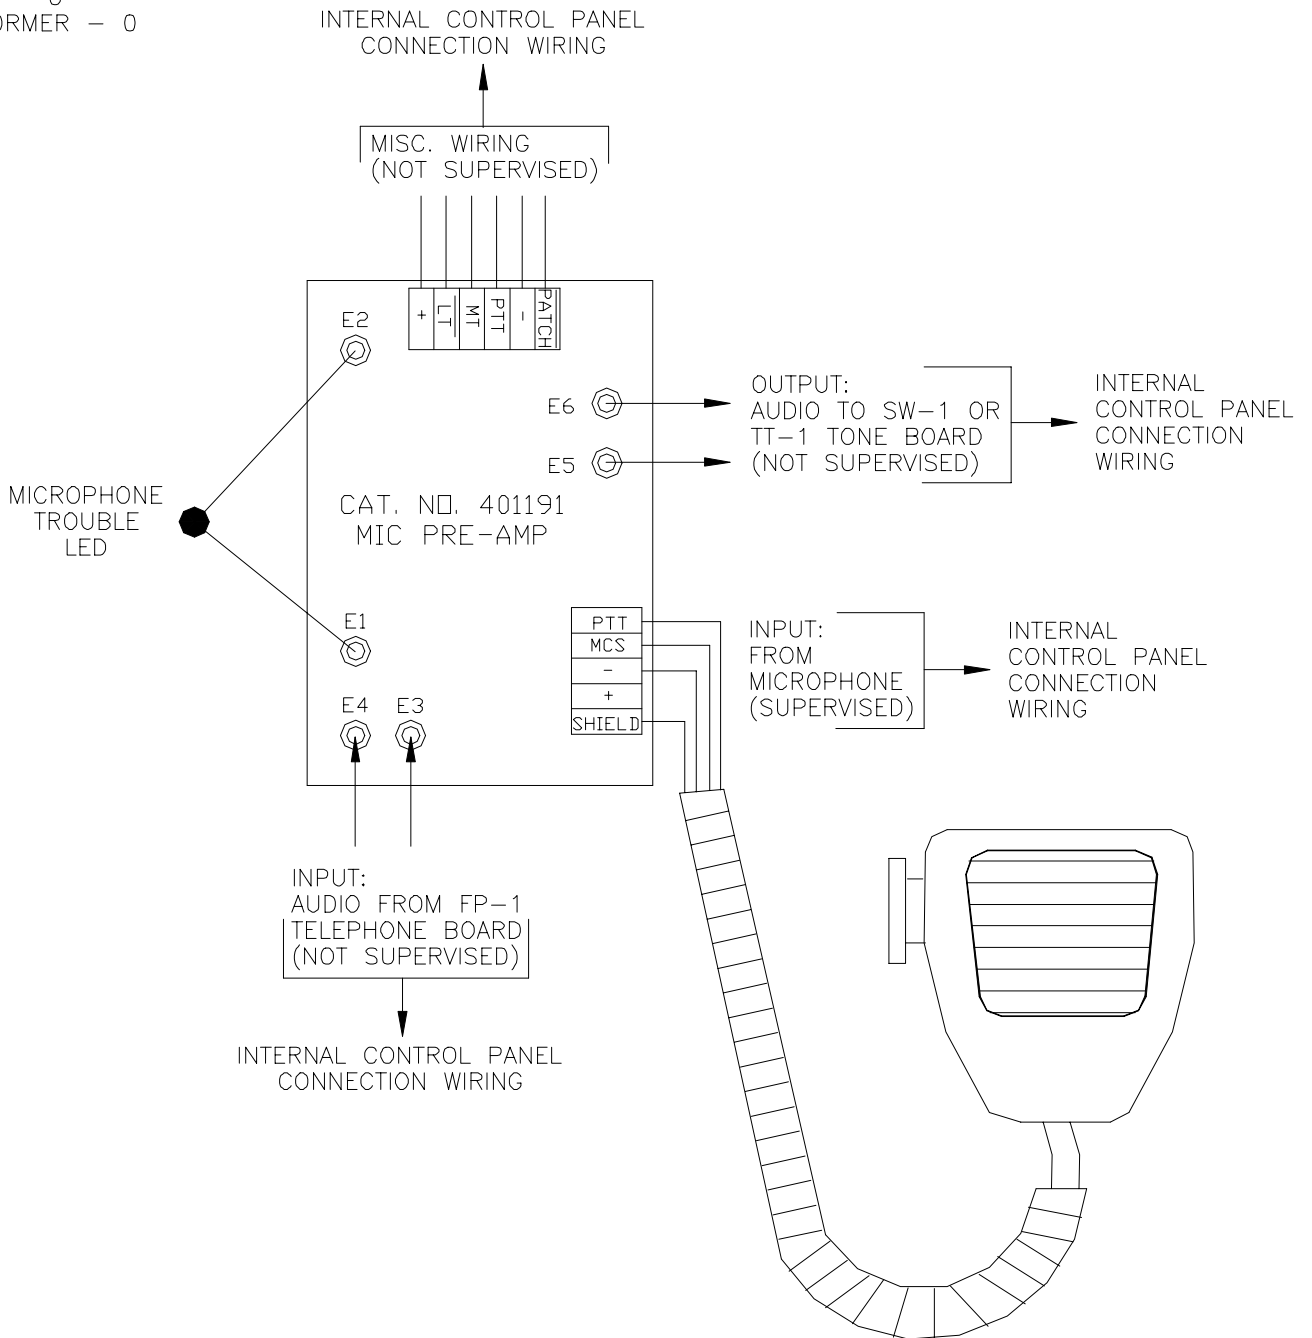 ORMER – 0
INTERNAL CONTROL PANEL
CONNECTION WIRING
MISC. WIRING
(NOT SUPERVISED)
+
LT
MT
PTT
-
PATCH
E2
E6
E5
OUTPUT:
AUDIO TO SW–1 OR
TT–1 TONE BOARD
(NOT SUPERVISED)
INTERNAL
CONTROL PANEL
CONNECTION
WIRING
MICROPHONE
TROUBLE
LED
CAT. NO. 401191
MIC PRE-AMP
E1
E4
E3
PTT
MCS
-
+
SHIELD
INPUT:
FROM
MICROPHONE
(SUPERVISED)
INTERNAL
CONTROL PANEL
CONNECTION
WIRING
INPUT:
AUDIO FROM FP–1
TELEPHONE BOARD
(NOT SUPERVISED)
INTERNAL CONTROL PANEL
CONNECTION WIRING